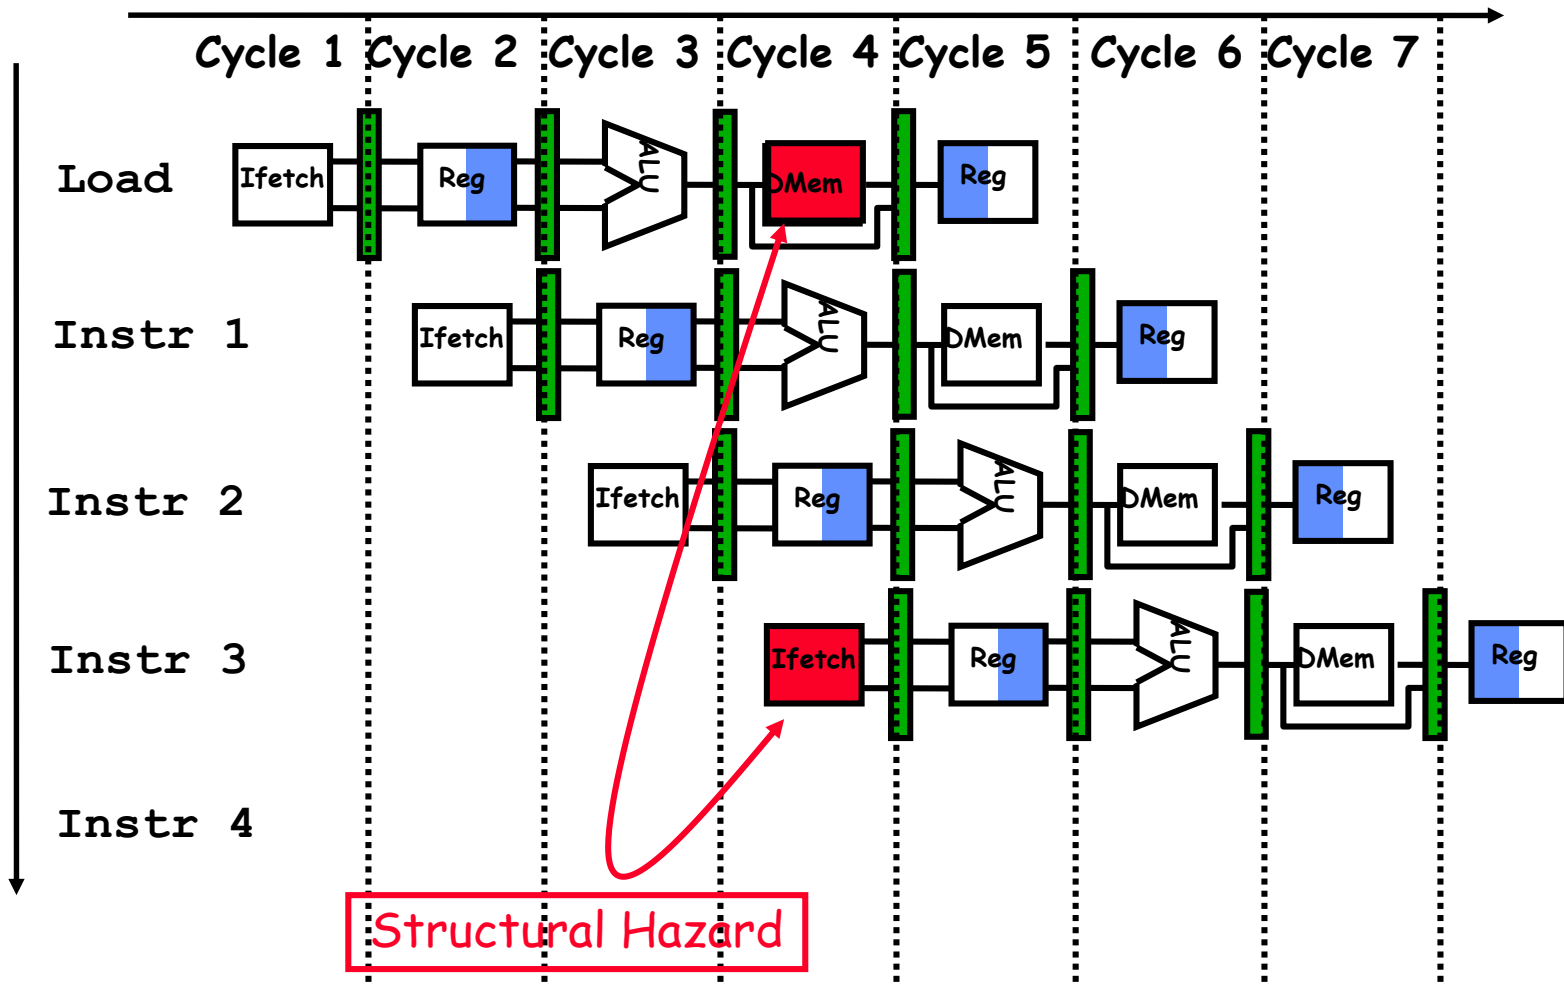 Cycle 1 Cycle 2 Cycle 3 Cycle 4 Cycle 5 Cycle 6 Cycle 7
Load Ifetch Reg ALU DMem Reg
Instr 1 Ifetch Reg ALU DMem Reg
Instr 2 Ifetch Reg ALU DMem Reg
Instr 3 Ifetch Reg ALU DMem Reg
Instr 4
Structural Hazard